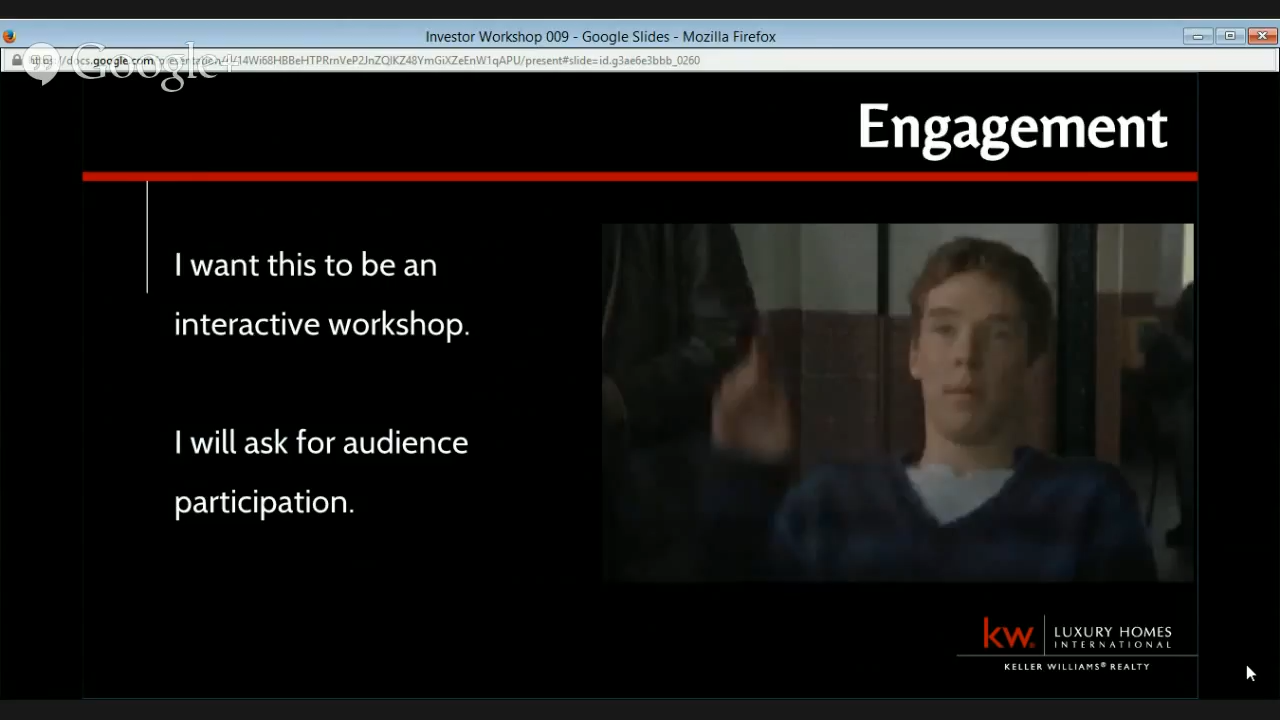 Investor Workshop 009 - Google Slides - Mozilla Firefox
Google+
Engagement
I want this to be an
interactive workshop.
I will ask for audience
participation.
kw. LUXURY HOMES
INTERNATIONAL
KELLER WILLIAMS® REALTY